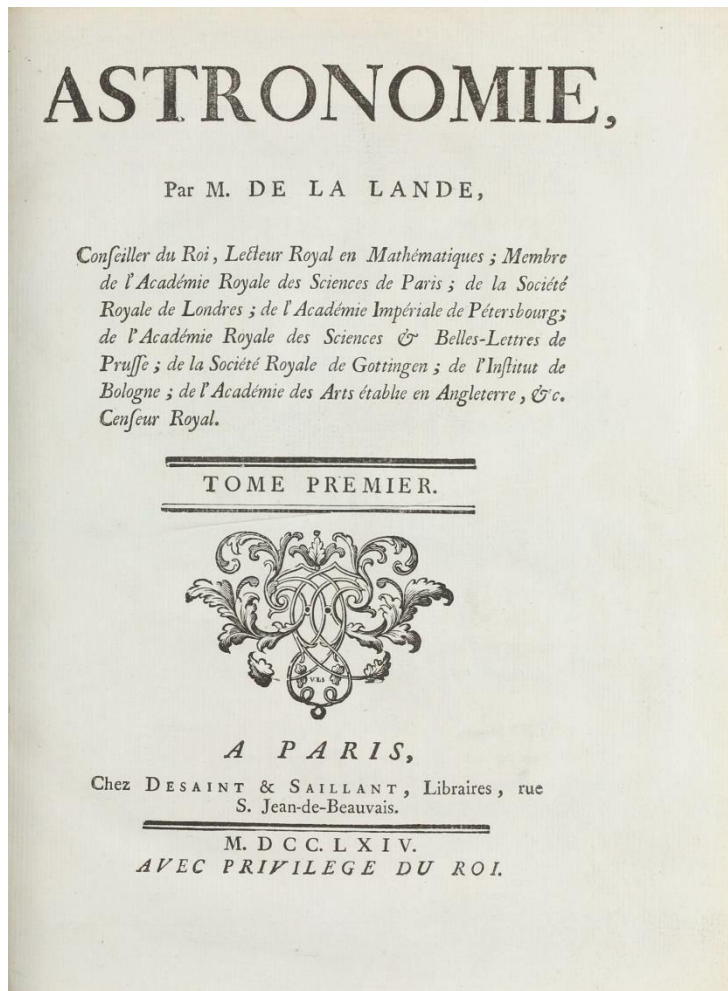 ASTRONOMIE,
Par M. DE LA LANDE,
Conſeiller du Roi, Lecteur Royal en Mathématiques ; Membre
de l'Académie Royale des Sciences de Paris ; de la Société
Royale de Londres ; de l'Académie Impériale de Pétersbourg;
de l'Académie Royale des Sciences & Belles-Lettres de
Pruſſe ; de la Société Royale de Gottingen ; de l'Inſtitut de
Bologne ; de l'Académie des Arts établie en Angleterre, &c.
Cenſeur Royal.
TOME PREMIER.
V.LS
A PARIS,
Chez DESAINT & SAILLANT, Libraires, rue
S. Jean-de-Beauvais.
M. DCC. LXIV.
AVEC PRIVILEGE DU ROI.